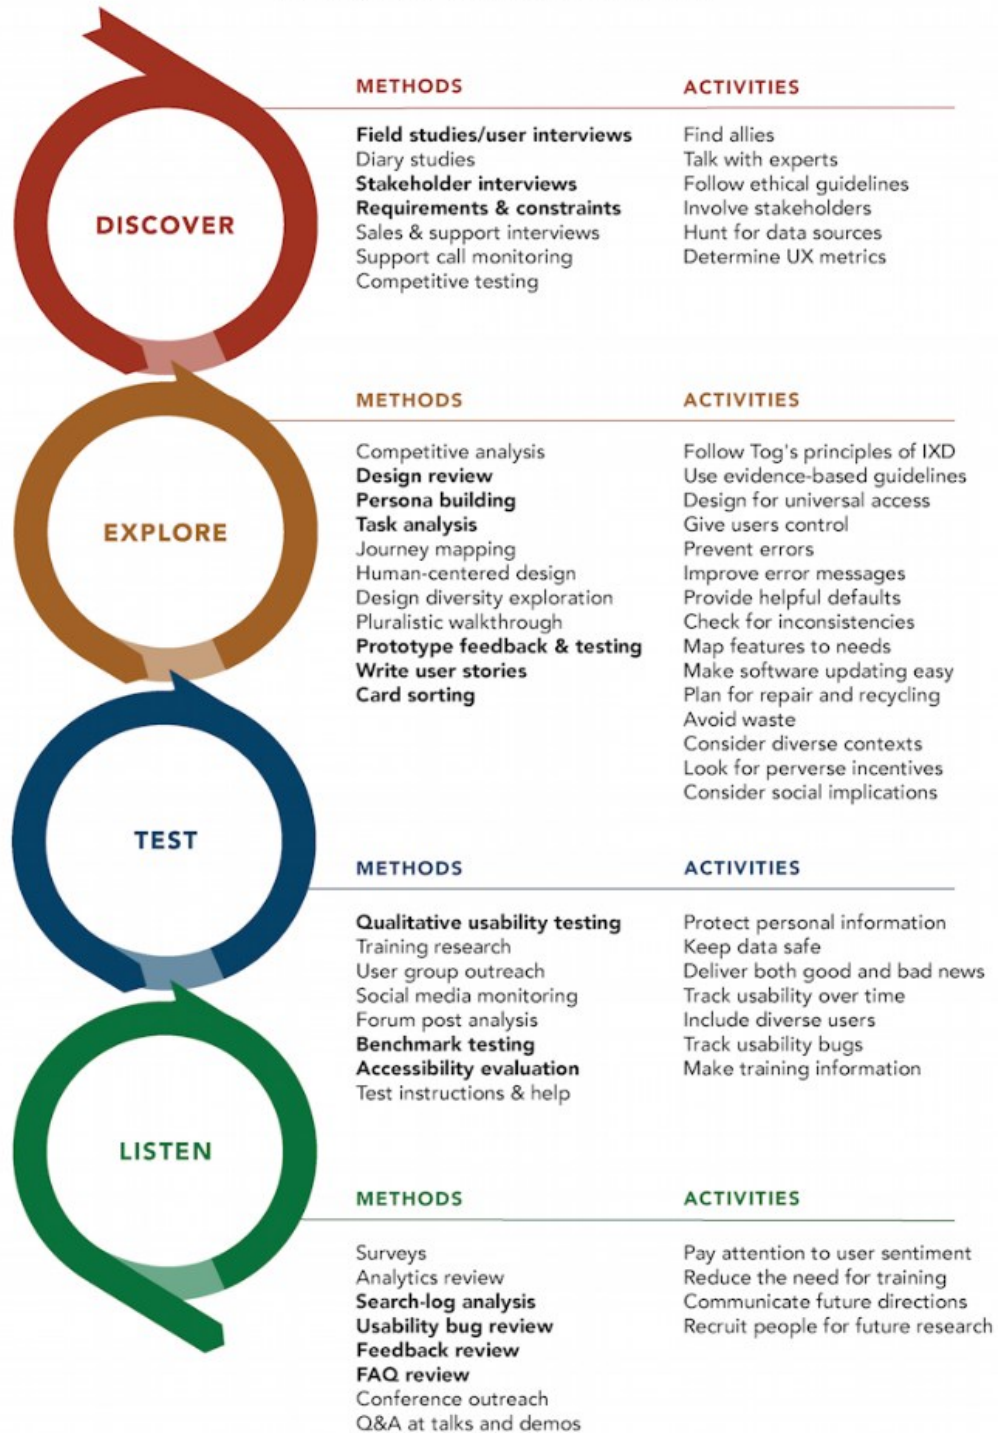 DISCOVER
METHODS
Field studies/user interviews
Diary studies
Stakeholder interviews
Requirements & constraints
Sales & support interviews
Support call monitoring
Competitive testing
ACTIVITIES
Find allies
Talk with experts
Follow ethical guidelines
Involve stakeholders
Hunt for data sources
Determine UX metrics
EXPLORE
METHODS
Competitive analysis
Design review
Persona building
Task analysis
Journey mapping
Human-centered design
Design diversity exploration
Pluralistic walkthrough
Prototype feedback & testing
Write user stories
Card sorting
ACTIVITIES
Follow Tog's principles of IXD
Use evidence-based guidelines
Design for universal access
Give users control
Prevent errors
Improve error messages
Provide helpful defaults
Check for inconsistencies
Map features to needs
Make software updating easy
Plan for repair and recycling
Avoid waste
Consider diverse contexts
Look for perverse incentives
Consider social implications
TEST
METHODS
Qualitative usability testing
Training research
User group outreach
Social media monitoring
Forum post analysis
Benchmark testing
Accessibility evaluation
Test instructions & help
ACTIVITIES
Protect personal information
Keep data safe
Deliver both good and bad news
Track usability over time
Include diverse users
Track usability bugs
Make training information
LISTEN
METHODS
Surveys
Analytics review
Search-log analysis
Usability bug review
Feedback review
FAQ review
Conference outreach
Q&A at talks and demos
ACTIVITIES
Pay attention to user sentiment
Reduce the need for training
Communicate future directions
Recruit people for future research